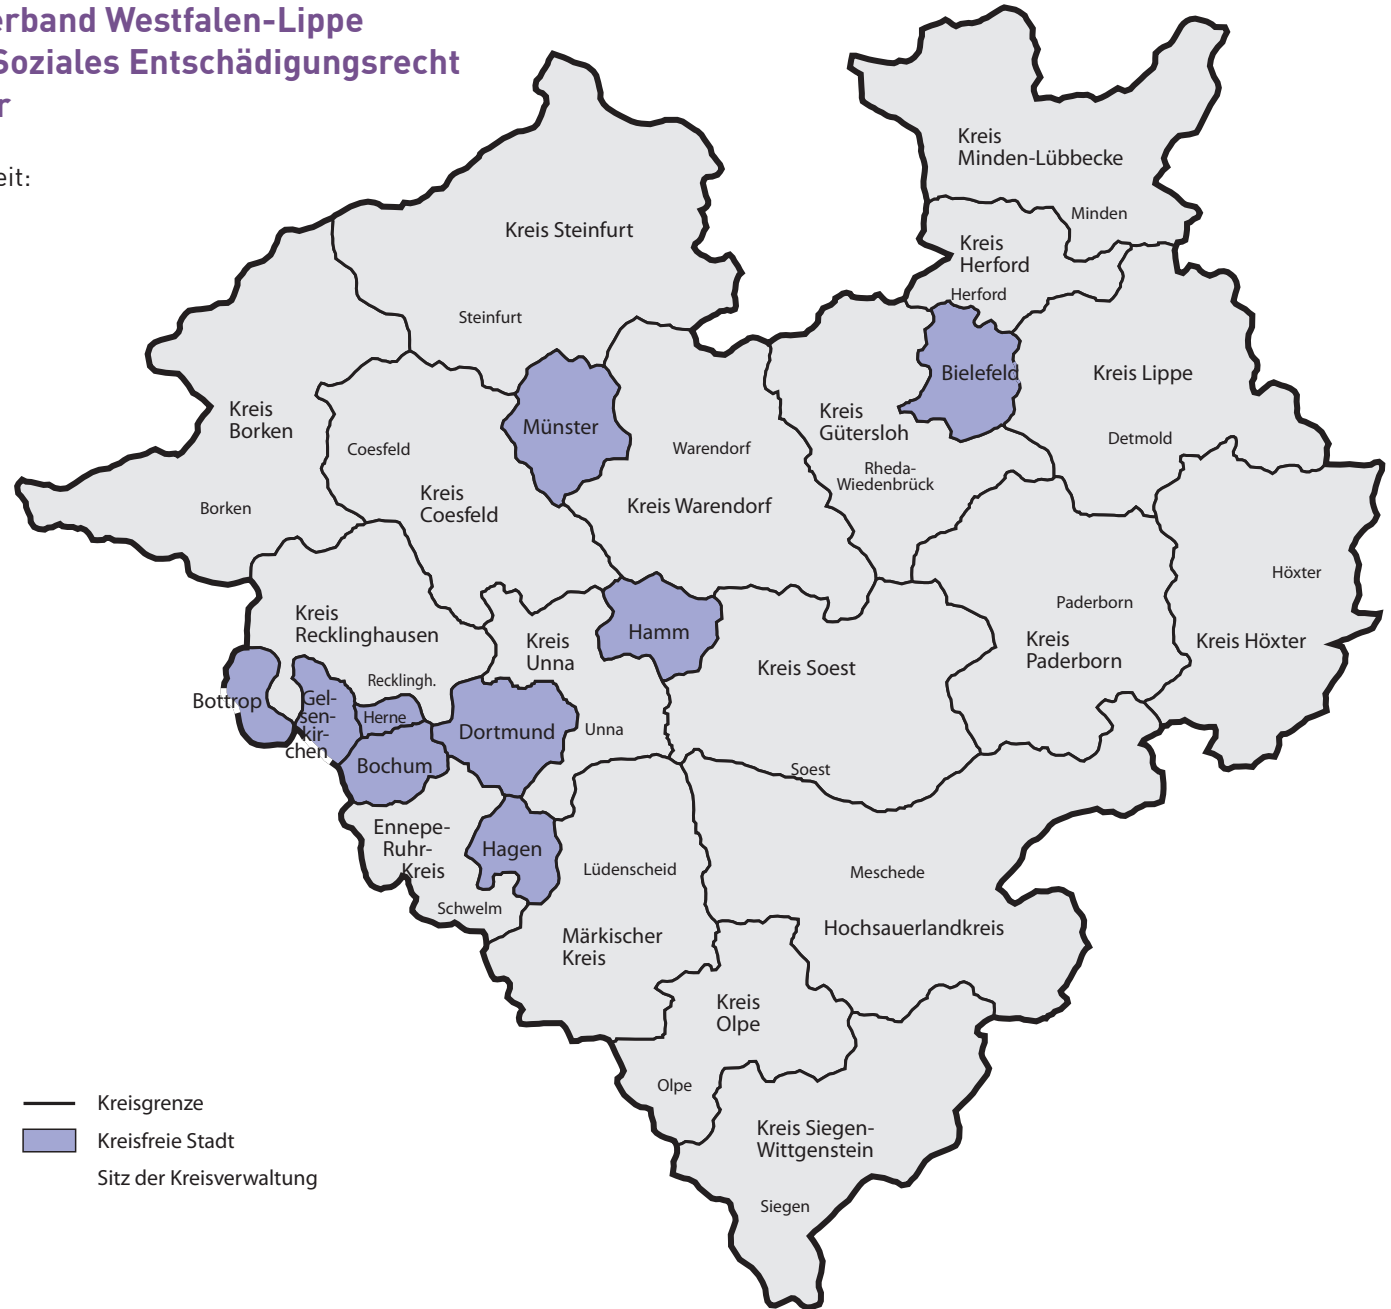 erband Westfalen-Lippe
Soziales Entschädigungsrecht
r
eit:
Kreis
Minden-Lübbecke
Minden
Kreis Steinfurt
Kreis
Herford
Herford
Steinfurt
Bielefeld
Kreis Lippe
Kreis
Borken
Kreis
Gütersloh
Münster
Detmold
Coesfeld
Warendorf
Rheda-
Wiedenbrück
Kreis
Coesfeld
Kreis Warendorf
Borken
Höxter
Paderborn
Kreis
Recklinghausen
Kreis
Unna
Hamm
Kreis
Paderborn
Kreis Höxter
Kreis Soest
Recklingh.
Bottrop
Gel-
sen-
kir-
chen
Herne
Dortmund
Unna
Bochum
Soest
Ennepe-
Ruhr-
Kreis
Hagen
Lüdenscheid
Meschede
Schwelm
Hochsauerlandkreis
Märkischer
Kreis
Kreis
Olpe
Olpe
Kreis Siegen-
Wittgenstein
Siegen
Kreisgrenze
Kreisfreie Stadt
Sitz der Kreisverwaltung